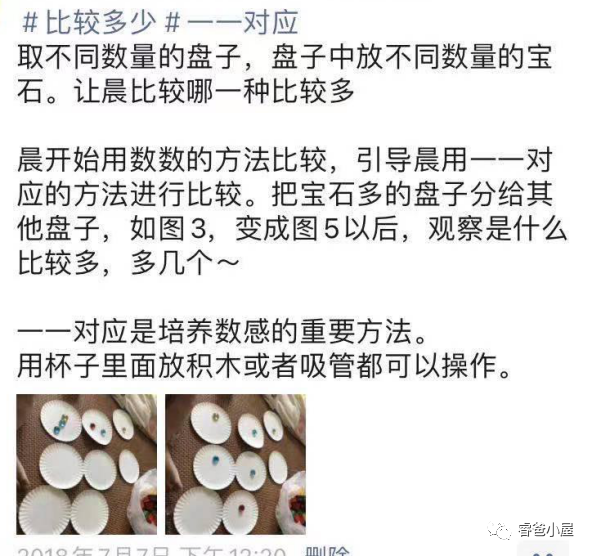 #比较多少#一一对应
取不同数量的盘子，盘子中放不同数量的宝
石。让晨比较哪一种比较多
晨开始用数数的方法比较，引导晨用一一对
应的方法进行比较。把宝石多的盘子分给其
他盘子，如图3，变成图5以后，观察是什么
比较多，多几个～
一一对应是培养数感的重要方法。
用杯子里面放积木或者吸管都可以操作。
2018年7月7日 下午12:20 删除
睿爸小屋